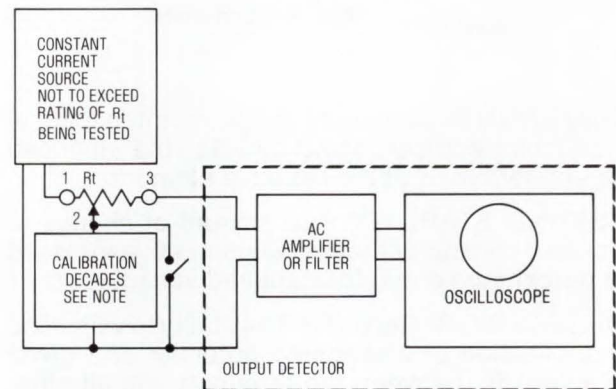 CONSTANT
CURRENT
SOURCE
NOT TO EXCEED
RATING OF Rt
BEING TESTED
1 Rt 3
2
CALIBRATION
DECADES
SEE NOTE
AC
AMPLIFIER
OR FILTER
OSCILLOSCOPE
OUTPUT DETECTOR